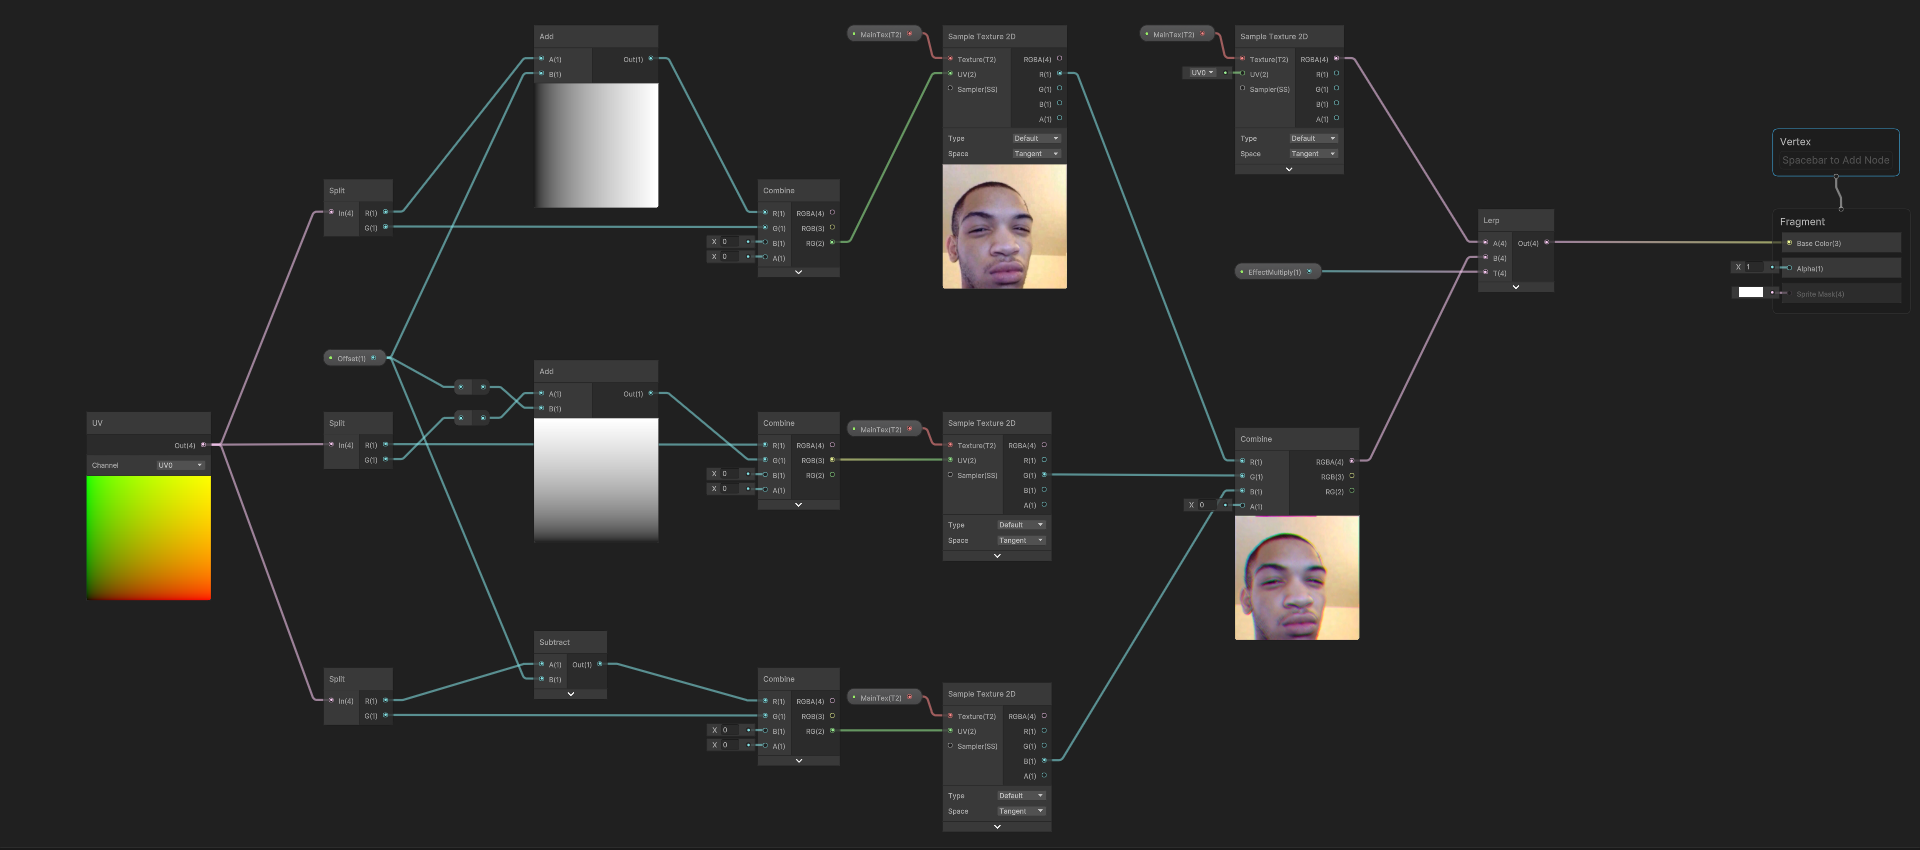 Add
A(1) Out(1)
B(1)
MainTex(T2)
Sample Texture 2D
Texture(T2) RGBA(4)
UV(2) R(1)
Sampler(SS) G(1)
B(1)
A(1)
Type Default
Space Tangent
MainTex(T2)
Sample Texture 2D
Texture(T2) RGBA(4)
UV0 UV(2) R(1)
Sampler(SS) G(1)
B(1)
A(1)
Type Default
Space Tangent
Vertex
Spacebar to Add Node
Fragment
Base Color(3)
X 1 Alpha(1)
Sprite Mask(4)
Split
In(4) R(1)
G(1)
Combine
R(1) RGBA(4)
G(1) RGB(3)
X 0 B(1) RG(2)
X 0 A(1)
Lerp
A(4) Out(4)
B(4)
T(4)
EffectMultiply(1)
Offset(1)
Add
A(1) Out(1)
B(1)
UV
Out(4)
Channel UV0
Split
In(4) R(1)
G(1)
Combine
R(1) RGBA(4)
G(1) RGB(3)
X 0 B(1) RG(2)
X 0 A(1)
MainTex(T2)
Sample Texture 2D
Texture(T2) RGBA(4)
UV(2) R(1)
Sampler(SS) G(1)
B(1)
A(1)
Type Default
Space Tangent
Combine
R(1) RGBA(4)
G(1) RGB(3)
B(1) RG(2)
X 0 A(1)
Subtract
A(1) Out(1)
B(1)
Split
In(4) R(1)
G(1)
Combine
R(1) RGBA(4)
G(1) RGB(3)
X 0 B(1) RG(2)
X 0 A(1)
MainTex(T2)
Sample Texture 2D
Texture(T2) RGBA(4)
UV(2) R(1)
Sampler(SS) G(1)
B(1)
A(1)
Type Default
Space Tangent